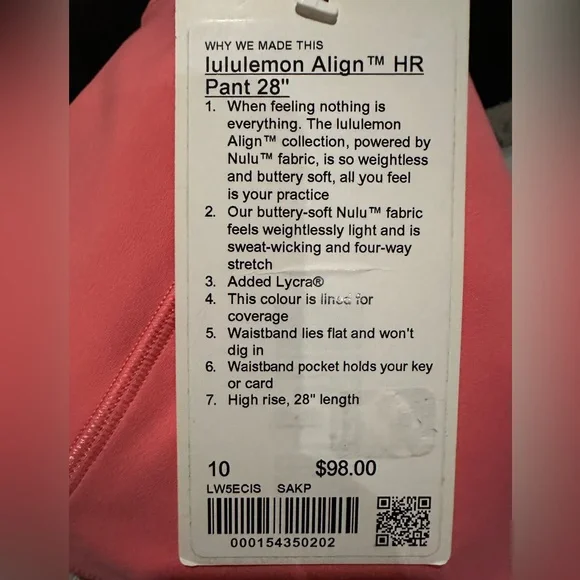 WHY WE MADE THIS
lululemon Align™ HR
Pant 28"
1. When feeling nothing is
everything. The lululemon
Align™ collection, powered by
Nulu™ fabric, is so weightless
and buttery soft, all you feel
is your practice
2. Our buttery-soft Nulu™ fabric
feels weightlessly light and is
sweat-wicking and four-way
stretch
3. Added Lycra®
4. This colour is lined for
coverage
5. Waistband lies flat and won't
dig in
6. Waistband pocket holds your key
or card
7. High rise, 28" length
10 $98.00
LW5ECIS SAKP
000154350202